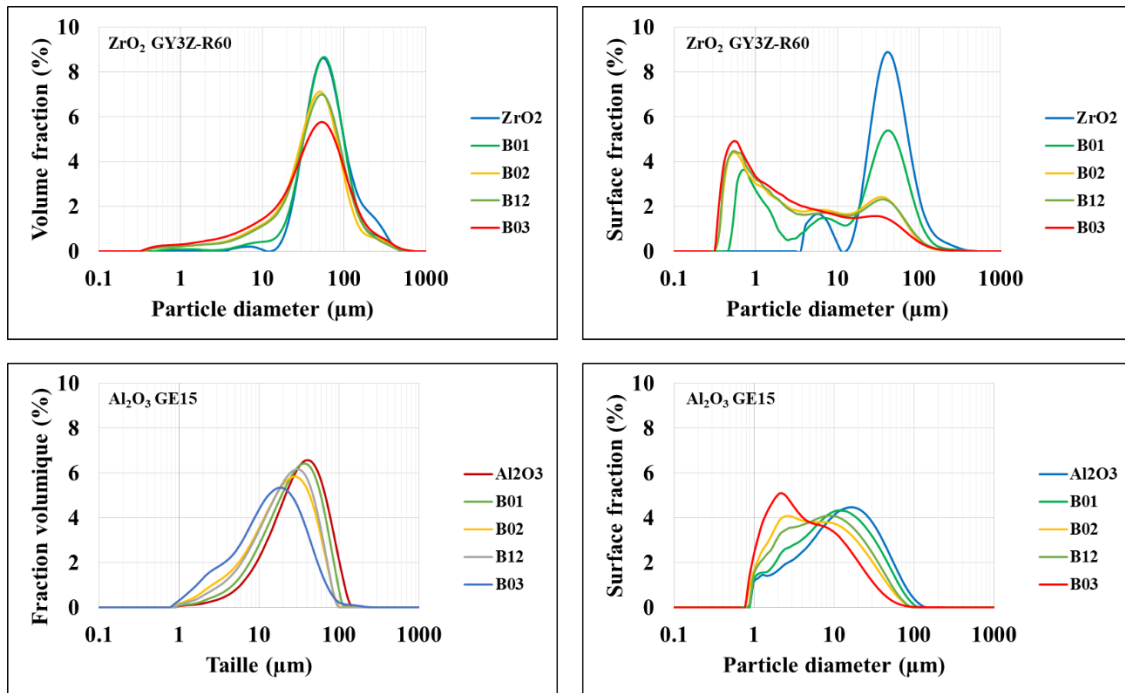 Volume fraction (%)
10
8
6
4
2
0
ZrO₂ GY3Z-R60
ZrO2
B01
B02
B12
B03
0.1 1 10 100 1000
Particle diameter (µm)
Surface fraction (%)
10
8
6
4
2
0
ZrO₂ GY3Z-R60
ZrO2
B01
B02
B12
B03
0.1 1 10 100 1000
Particle diameter (µm)
Fraction volumique (%)
10
8
6
4
2
0
Al₂O₃ GE15
Al2O3
B01
B02
B12
B03
0.1 1 10 100 1000
Taille (µm)
Surface fraction (%)
10
8
6
4
2
0
Al₂O₃ GE15
Al2O3
B01
B02
B12
B03
0.1 1 10 100 1000
Particle diameter (µm)